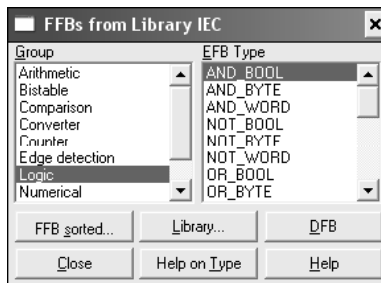 FFBs from Library IEC
Group
Arithmetic
Bistable
Comparison
Converter
Counter
Edge detection
Logic
Numerical
EFB Type
AND_BOOL
AND_BYTE
AND_WORD
NOT_BOOL
NOT_BYTE
NOT_WORD
OR_BOOL
OR_BYTE
FFB sorted...
Library...
DFB
Close
Help on Type
Help